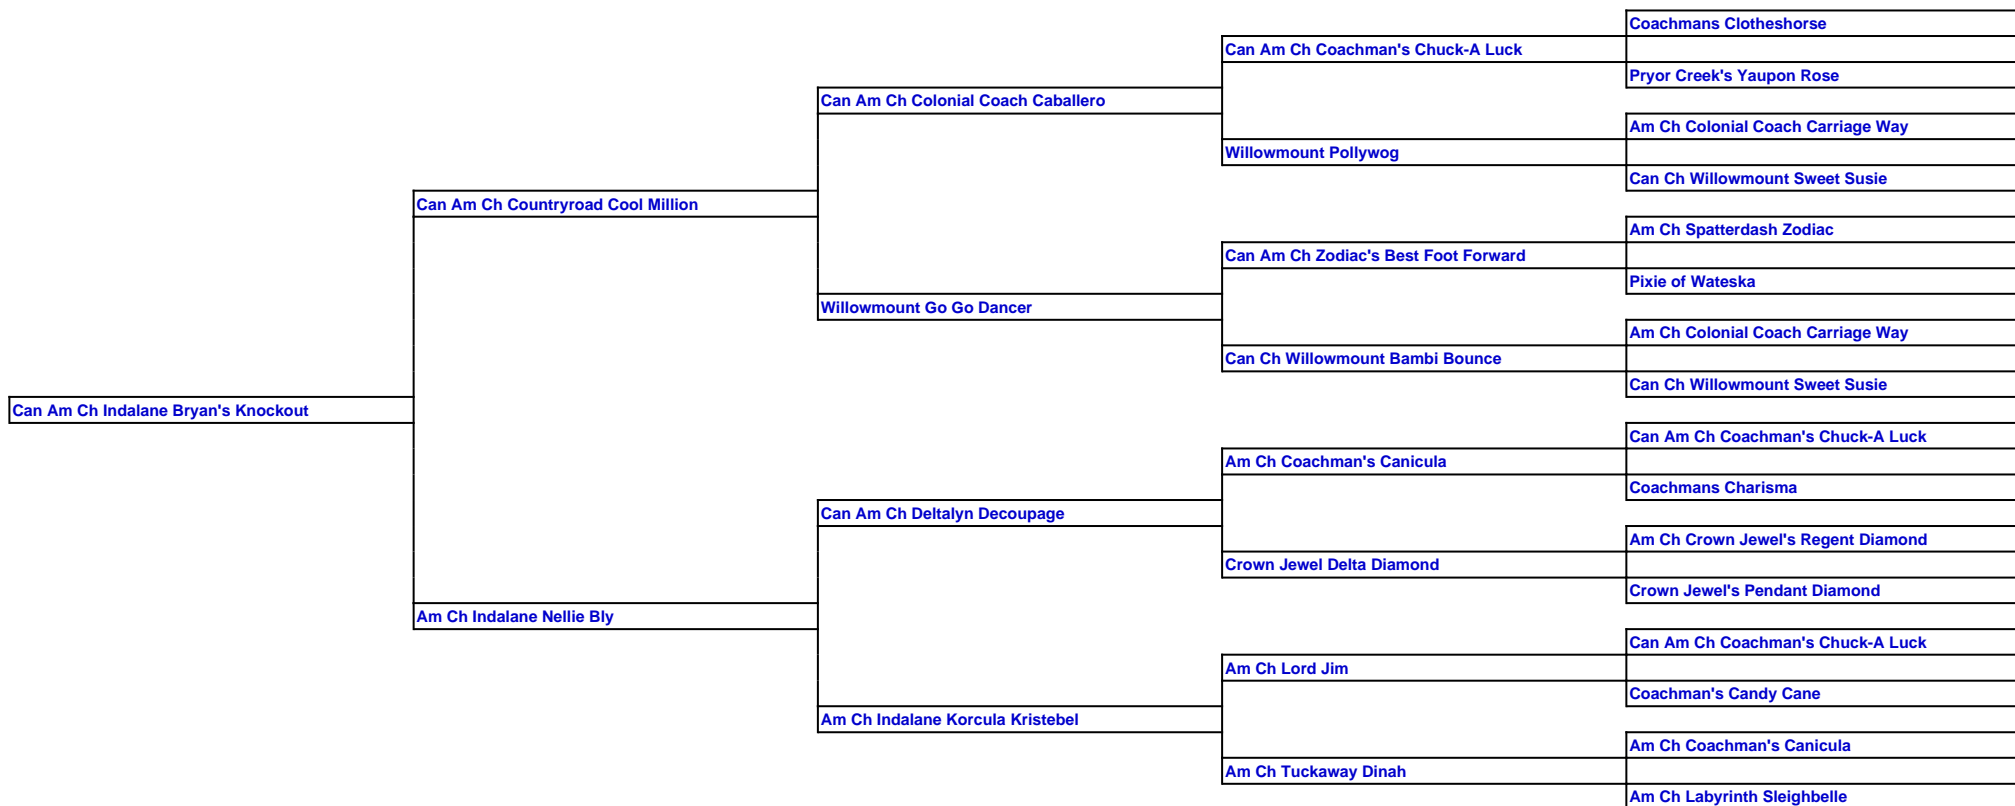 Coachmans Clotheshorse
Can Am Ch Coachman's Chuck-A Luck
Pryor Creek's Yaupon Rose
Can Am Ch Colonial Coach Caballero
Am Ch Colonial Coach Carriage Way
Willowmount Pollywog
Can Ch Willowmount Sweet Susie
Can Am Ch Countryroad Cool Million
Am Ch Spatterdash Zodiac
Can Am Ch Zodiac's Best Foot Forward
Pixie of Wateska
Willowmount Go Go Dancer
Am Ch Colonial Coach Carriage Way
Can Ch Willowmount Bambi Bounce
Can Ch Willowmount Sweet Susie
Can Am Ch Indalane Bryan's Knockout
Can Am Ch Coachman's Chuck-A Luck
Am Ch Coachman's Canicula
Coachmans Charisma
Can Am Ch Deltalyn Decoupage
Am Ch Crown Jewel's Regent Diamond
Crown Jewel Delta Diamond
Crown Jewel's Pendant Diamond
Am Ch Indalane Nellie Bly
Can Am Ch Coachman's Chuck-A Luck
Am Ch Lord Jim
Coachman's Candy Cane
Am Ch Indalane Korcula Kristebel
Am Ch Coachman's Canicula
Am Ch Tuckaway Dinah
Am Ch Labyrinth Sleighbelle